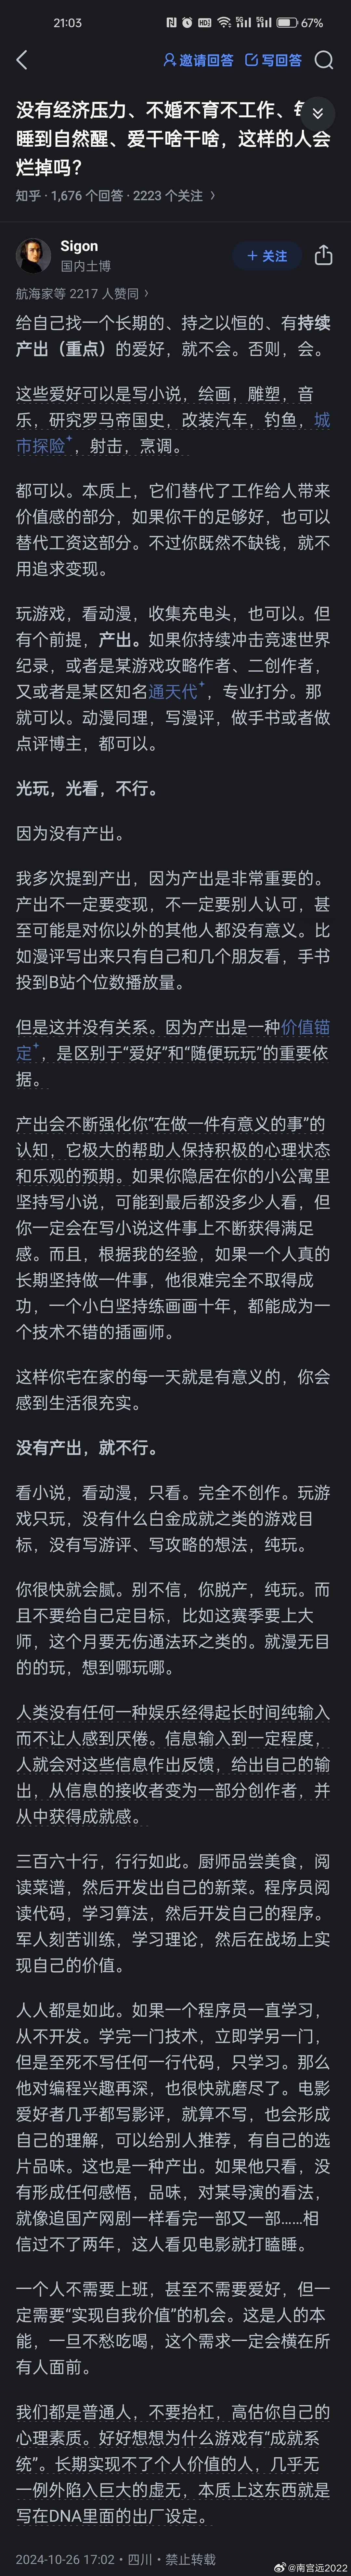 21:03
HD
5G
5G
67%
邀请回答
写回答
没有经济压力、不婚不育不工作、每
睡到自然醒、爱干啥干啥，这样的人会
烂掉吗？
知乎 · 1,676 个回答 · 2223 个关注 >
Sigon
国内土博
+ 关注
航海家等 2217 人赞同 >
给自己找一个长期的、持之以恒的、有持续
产出（重点）的爱好，就不会。否则，会。
这些爱好可以是写小说，绘画，雕塑，音
乐，研究罗马帝国史，改装汽车，钓鱼，城
市探险，射击，烹调。
都可以。本质上，它们替代了工作给人带来
价值感的部分，如果你干的足够好，也可以
替代工资这部分。不过你既然不缺钱，就不
用追求变现。
玩游戏，看动漫，收集充电头，也可以。但
有个前提，产出。如果你持续冲击竞速世界
纪录，或者是某游戏攻略作者、二创作者，
又或者是某区知名通天代，专业打分。那
就可以。动漫同理，写漫评，做手书或者做
点评博主，都可以。
光玩，光看，不行。
因为没有产出。
我多次提到产出，因为产出是非常重要的。
产出不一定要变现，不一定要别人认可，甚
至可能是对你以外的其他人都没有意义。比
如漫评写出来只有自己和几个朋友看，手书
投到B站个位数播放量。
但是这并没有关系。因为产出是一种价值锚
定，是区别于“爱好”和“随便玩玩”的重要依
据。
产出会不断强化你“在做一件有意义的事”的
认知，它极大的帮助人保持积极的心理状态
和乐观的预期。如果你隐居在你的小公寓里
坚持写小说，可能到最后都没多少人看，但
你一定会在写小说这件事上不断获得满足
感。而且，根据我的经验，如果一个人真的
长期坚持做一件事，他很难完全不取得成
功，一个小白坚持练画画十年，都能成为一
个技术不错的插画师。
这样你宅在家的每一天就是有意义的，你会
感到生活很充实。
没有产出，就不行。
看小说，看动漫，只看。完全不创作。玩游
戏只玩，没有什么白金成就之类的游戏目
标，没有写游评、写攻略的想法，纯玩。
你很快就会腻。别不信，你脱产，纯玩。而
且不要给自己定目标，比如这赛季要上大
师，这个月要无伤通法环之类的。就漫无目
的的玩，想到哪玩哪。
人类没有任何一种娱乐经得起长时间纯输入
而不让人感到厌倦。信息输入到一定程度，
人就会对这些信息作出反馈，给出自己的输
出，从信息的接收者变为一部分创作者，并
从中获得成就感。
三百六十行，行行如此。厨师品尝美食，阅
读菜谱，然后开发出自己的新菜。程序员阅
读代码，学习算法，然后开发自己的程序。
军人刻苦训练，学习理论，然后在战场上实
现自己的价值。
人人都是如此。如果一个程序员一直学习，
从不开发。学完一门技术，立即学另一门，
但是至死不写任何一行代码，只学习。那么
他对编程兴趣再深，也很快就磨尽了。电影
爱好者几乎都写影评，就算不写，也会形成
自己的理解，可以给别人推荐，有自己的选
片品味。这也是一种产出。如果他只看，没
有形成任何感悟，品味，对某导演的看法，
就像追国产网剧一样看完一部又一部……相
信过不了两年，这人看见电影就打瞌睡。
一个人不需要上班，甚至不需要爱好，但一
定需要“实现自我价值”的机会。这是人的本
能，一旦不愁吃喝，这个需求一定会横在所
有人面前。
我们都是普通人，不要抬杠，高估你自己的
心理素质。好好想想为什么游戏有“成就系
统”。长期实现不了个人价值的人，几乎无
一例外陷入巨大的虚无，本质上这东西就是
写在DNA里面的出厂设定。
2024-10-26 17:02 · 四川 · 禁止转载
@南宫远2022